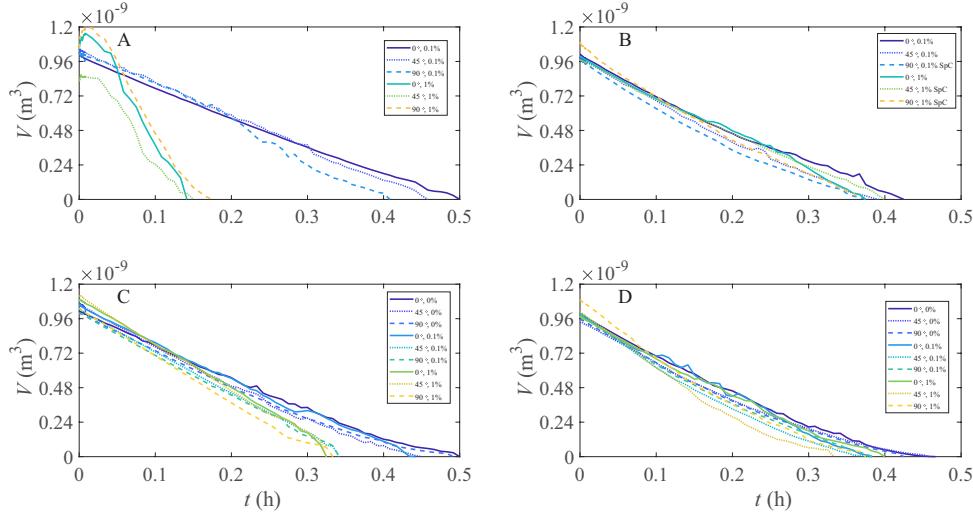 ×10⁻⁹
A
V (m³)
1.2
0.96
0.72
0.48
0.24
0
0 0.1 0.2 0.3 0.4 0.5
0 °, 0.1%
45 °, 0.1%
90 °, 0.1%
0 °, 1%
45 °, 1%
90 °, 1%
×10⁻⁹
B
V (m³)
1.2
0.96
0.72
0.48
0.24
0
0 0.1 0.2 0.3 0.4 0.5
0 °, 0.1%
45 °, 0.1%
90 °, 0.1% SpC
0 °, 1%
45 °, 1% SpC
90 °, 1% SpC
×10⁻⁹
C
V (m³)
1.2
0.96
0.72
0.48
0.24
0
0 0.1 0.2 0.3 0.4 0.5
t (h)
0 °, 0%
45 °, 0%
90 °, 0%
0 °, 0.1%
45 °, 0.1%
90 °, 0.1%
0 °, 1%
45 °, 1%
90 °, 1%
×10⁻⁹
D
V (m³)
1.2
0.96
0.72
0.48
0.24
0
0 0.1 0.2 0.3 0.4 0.5
t (h)
0 °, 0%
45 °, 0%
90 °, 0%
0 °, 0.1%
45 °, 0.1%
90 °, 0.1%
0 °, 1%
45 °, 1%
90 °, 1%